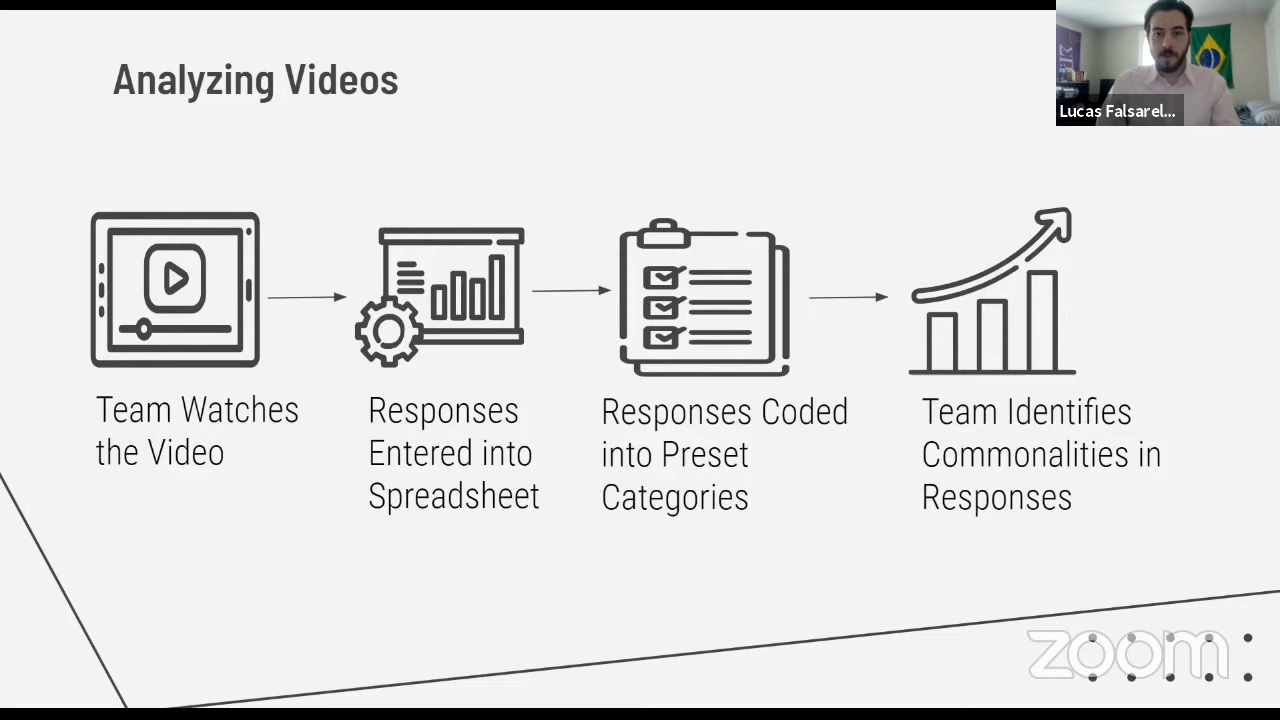 Analyzing Videos
Lucas Falsarel...
Team Watches
the Video
Responses
Entered into
Spreadsheet
Responses Coded
into Preset
Categories
Team Identifies
Commonalities in
Responses
zoom